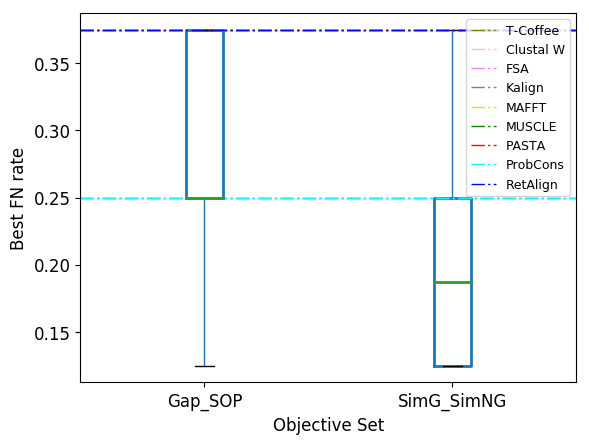 0.35
0.30
0.25
0.20
0.15
Best FN rate
T-Coffee
Clustal W
FSA
Kalign
MAFFT
MUSCLE
PASTA
ProbCons
RetAlign
Gap_SOP
SimG_SimNG
Objective Set